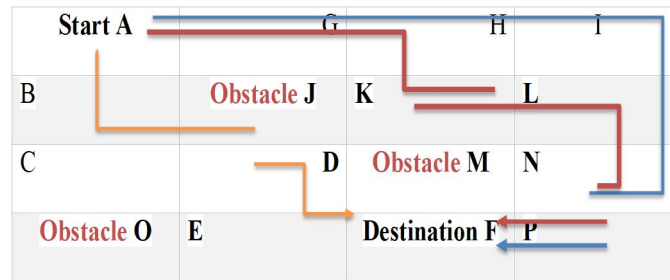 Start A G H I
B Obstacle J K L
C D Obstacle M N
Obstacle O E Destination F P